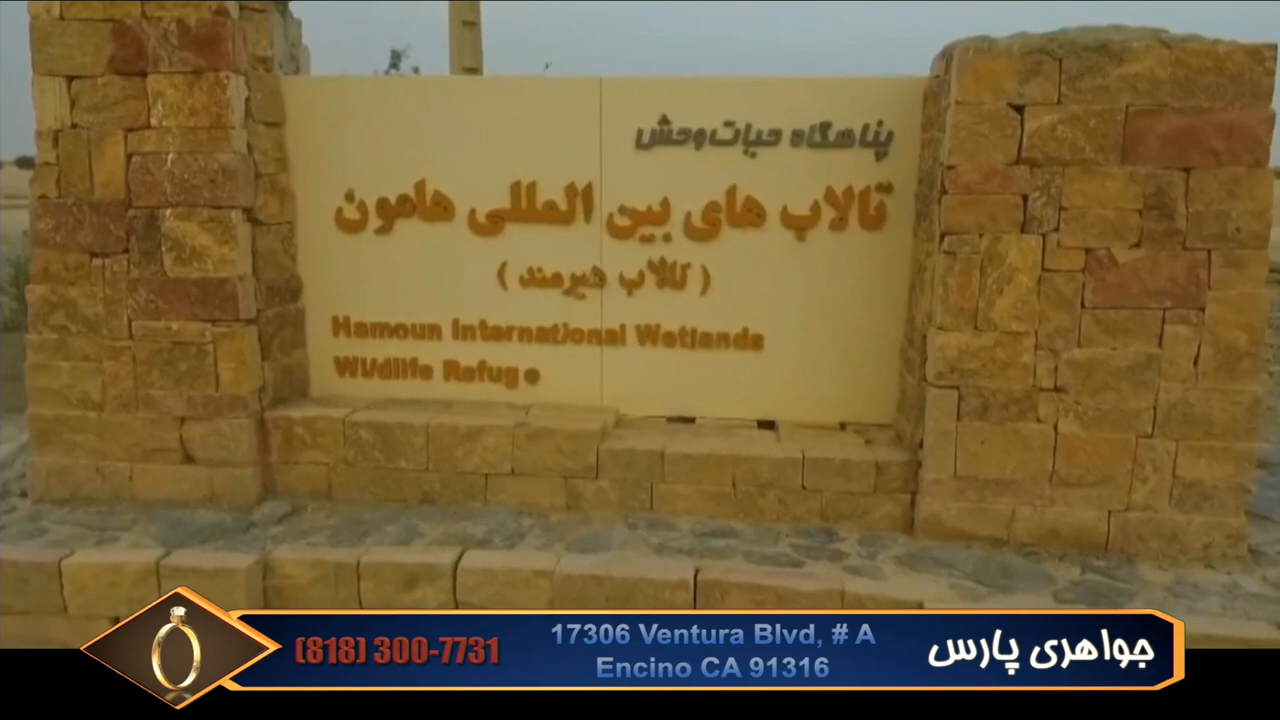 پناهگاه حیات وحش
تالاب های بین المللی هامون
( تالاب هیرمند )
Hamoun International Wetlands
Wildlife Refuge
(818) 300-7731
17306 Ventura Blvd, # A
Encino CA 91316
جواهری پارس